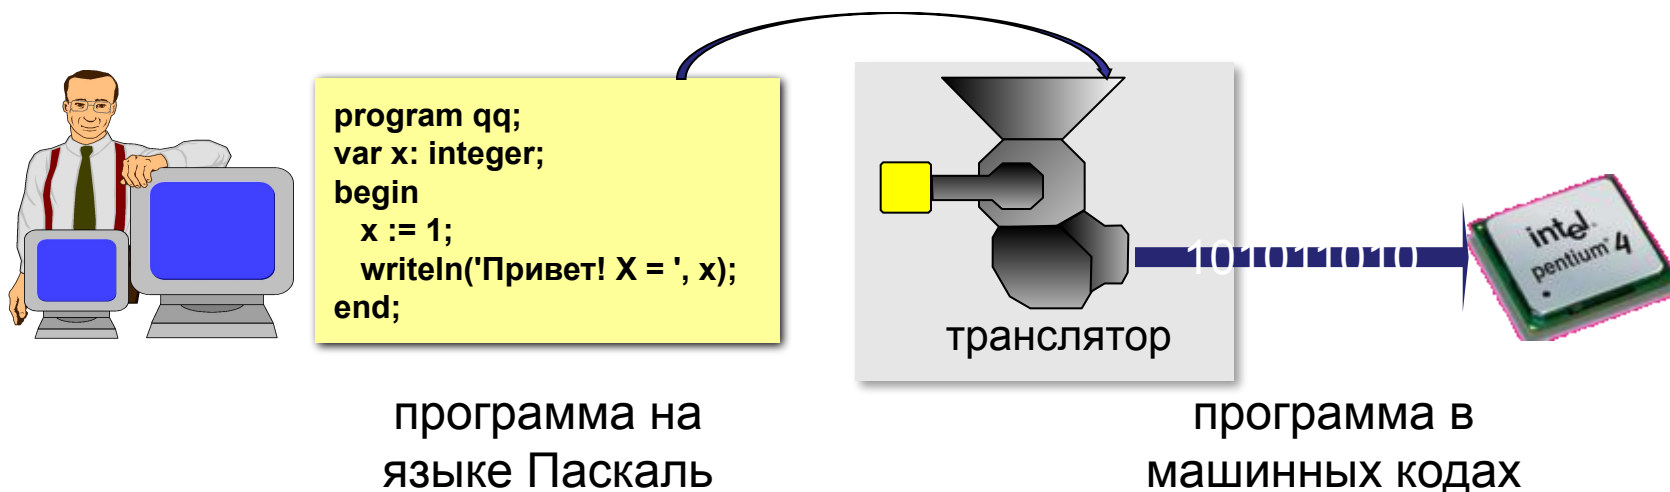 program qq;
var x: integer;
begin
x := 1;
writeln('Привет! X = ', x);
end;
транслятор
101011010
intel
pentium 4
программа на
языке Паскаль
программа в
машинных кодах